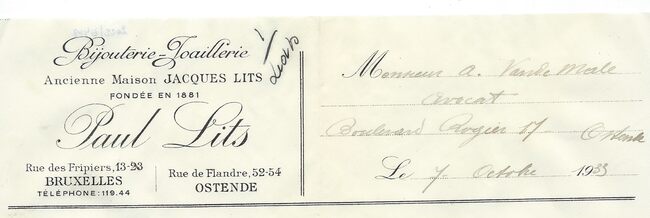 Bijouterie-Joaillerie
Ancienne Maison JACQUES LITS
FONDÉE EN 1881
Paul Lits
Rue des Fripiers, 13-23
BRUXELLES
TÉLÉPHONE: 119.44
Rue de Flandre, 52-54
OSTENDE
Monsieur A. Vande Male
avocat
Boulevard Rogier 17 Ostende
Le 7 Octobre 1933